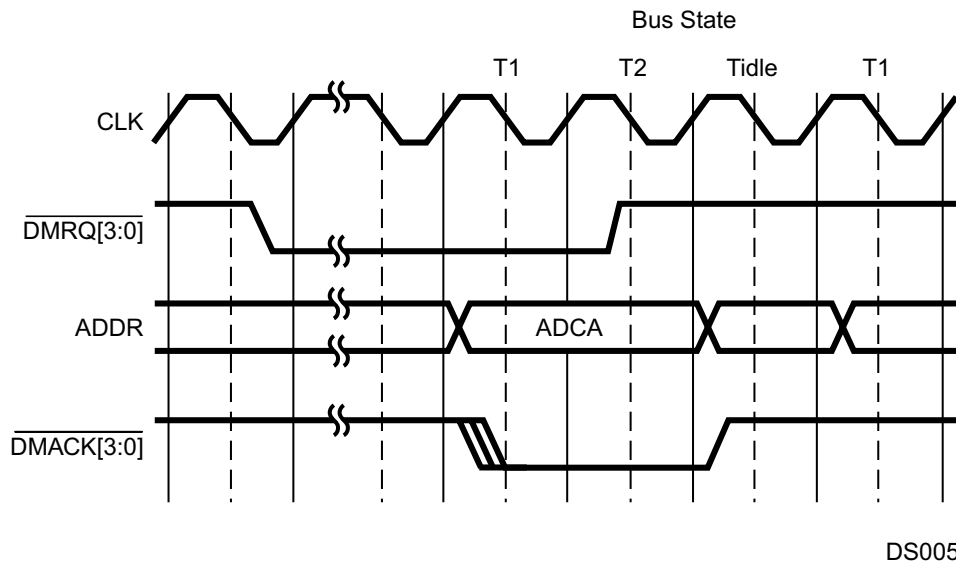 Bus State
T1 T2 Tidle T1
CLK
DMRQ[3:0]
ADDR
ADCA
DMACK[3:0]
DS005